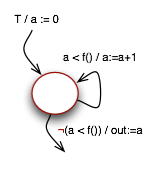 T / a := 0
a < f() / a:=a+1
¬(a < f()) / out:=a